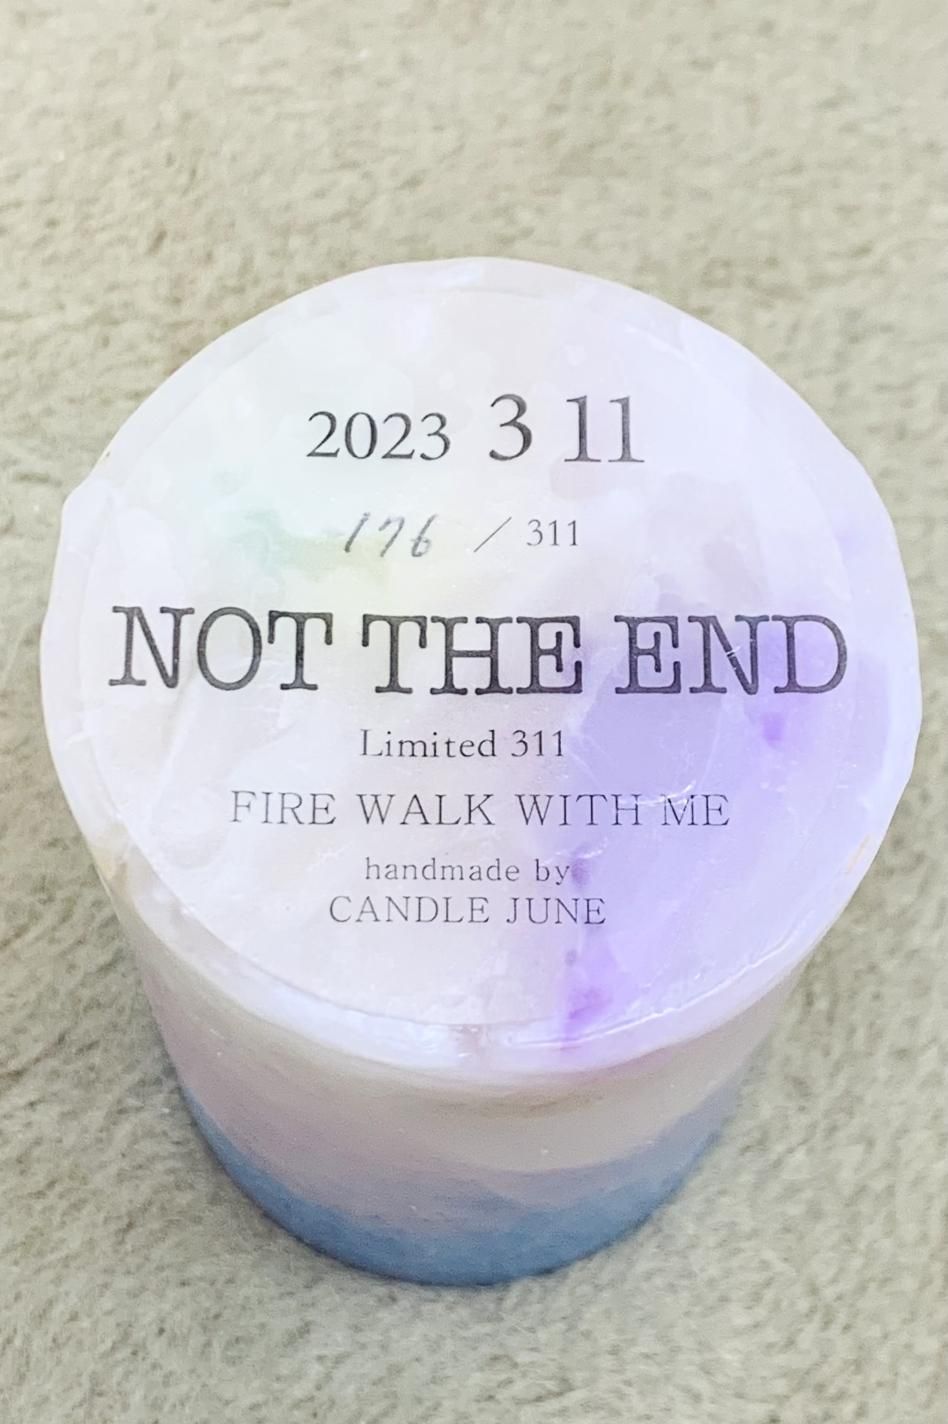 2023 3 11
176 / 311
NOT THE END
Limited 311
FIRE WALK WITH ME
handmade by
CANDLE JUNE